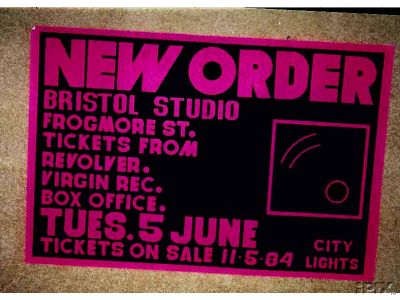 NEW ORDER
BRISTOL STUDIO
FROGMORE ST.
TICKETS FROM
REVOLVER.
VIRGIN REC.
BOX OFFICE.
TUES. 5 JUNE
TICKETS ON SALE 11·5·84
CITY
LIGHTS